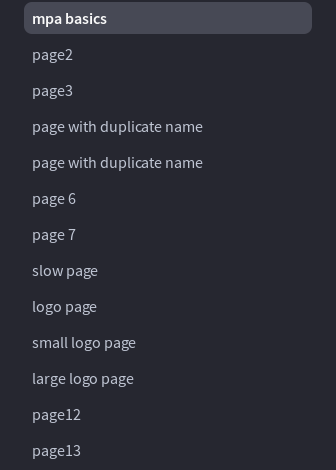 mpa basics
page2
page3
page with duplicate name
page with duplicate name
page 6
page 7
slow page
logo page
small logo page
large logo page
page12
page13